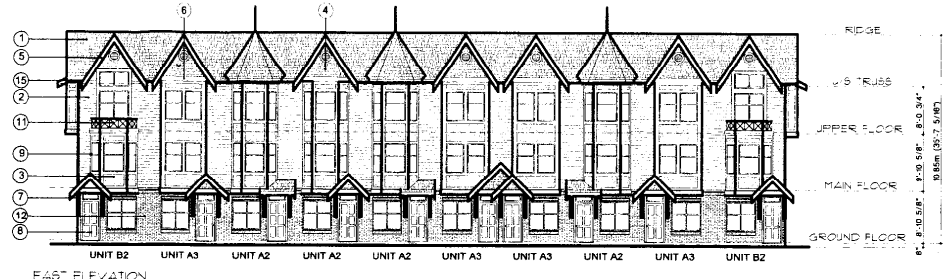 6
4
1
RIDGE
5
15
U/S TRUSS
2
11
UPPER FLOOR
9
3
MAIN FLOOR
7
12
8
GROUND FLOOR
8'-0 3/4"
9'-10 5/8"
8'-10 5/8"
8"
10.85m (35'-7 5/16")
UNIT B2 UNIT A3 UNIT A2 UNIT A2 UNIT A2 UNIT A3 UNIT A3 UNIT A2 UNIT A3 UNIT B2
EAST ELEVATION